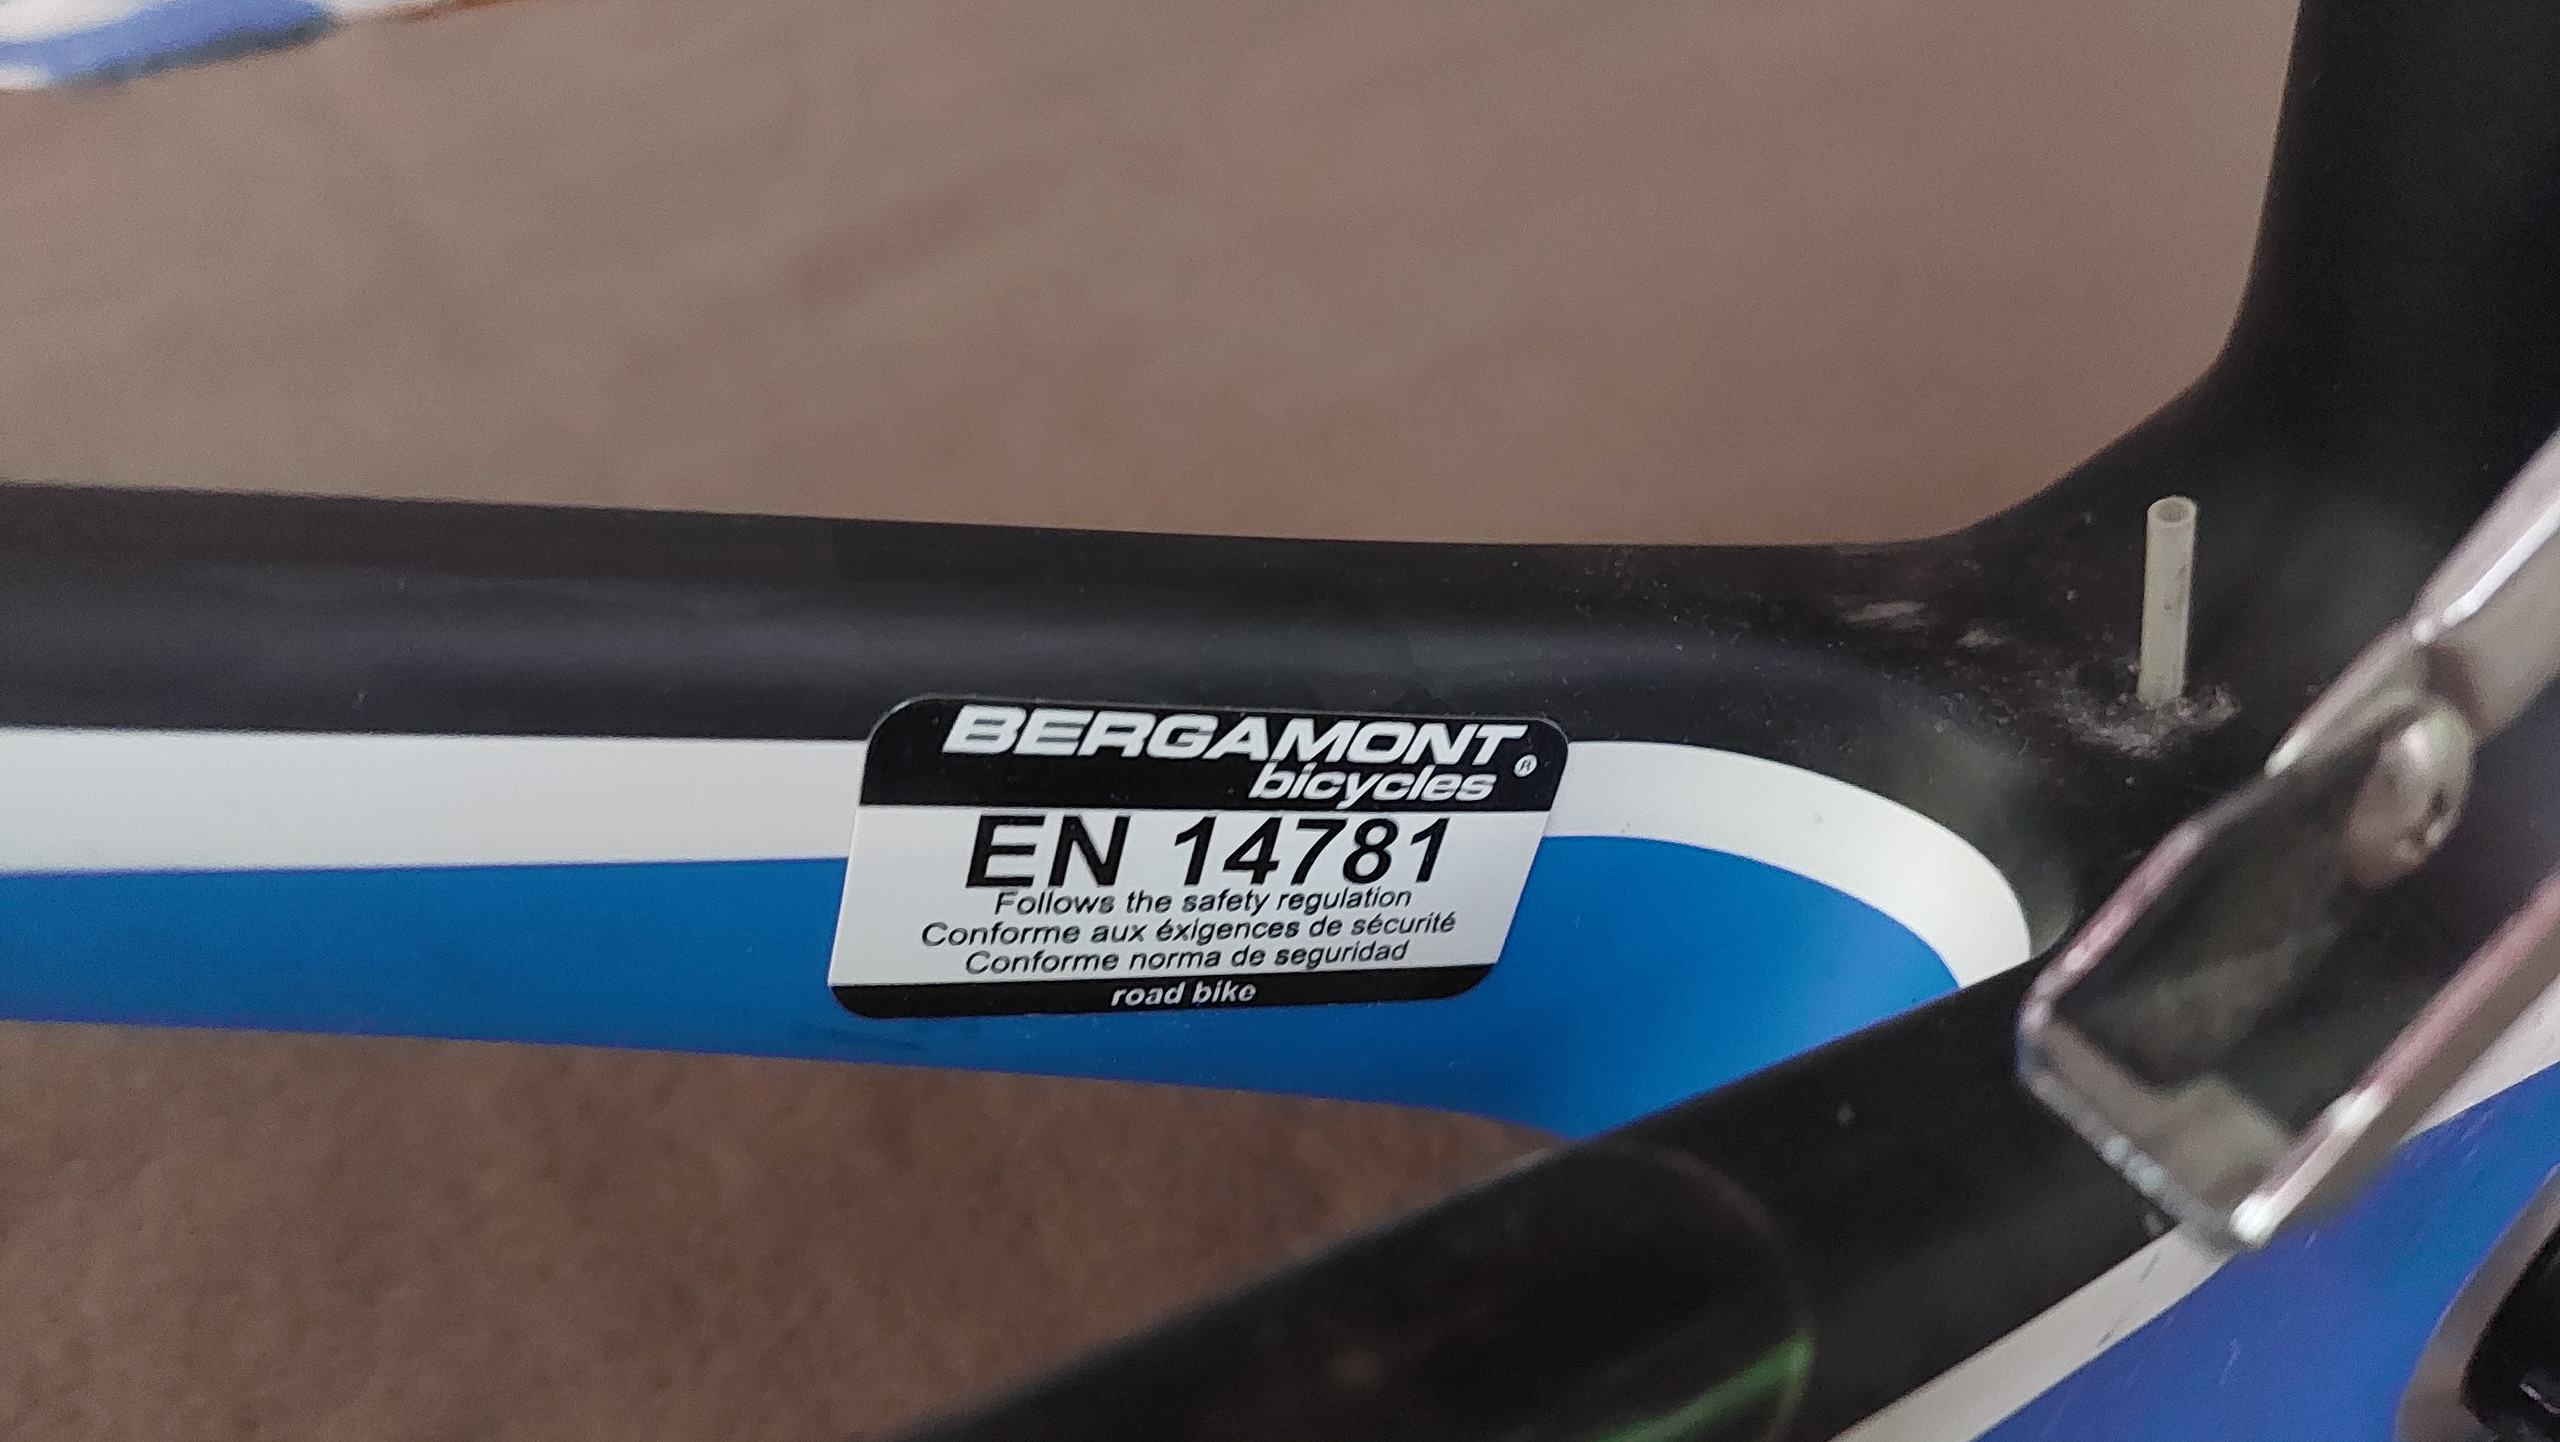 BERGAMONT
bicycles ®
EN 14781
Follows the safety regulation
Conforme aux éxigences de sécurité
Conforme norma de seguridad
road bike